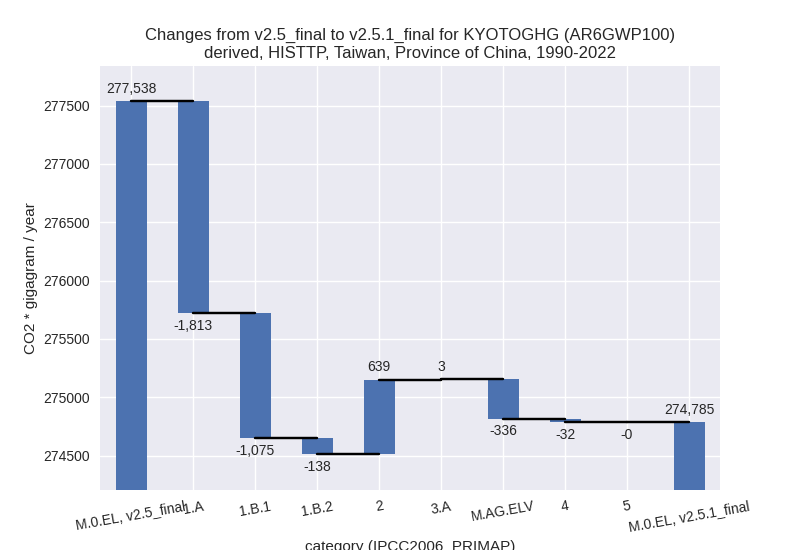 Changes from v2.5_final to v2.5.1_final for KYOTOGHG (AR6GWP100)
derived, HISTTP, Taiwan, Province of China, 1990-2022
277,538
-1,813
-1,075
-138
639
3
-336
-32
-0
274,785
CO2 * gigagram / year
277500
277000
276500
276000
275500
275000
274500
M.0.EL, v2.5_final
1.A
1.B.1
1.B.2
2
3.A
M.AG.ELV
4
5
M.0.EL, v2.5.1_final
category (IPCC2006_PRIMAP)